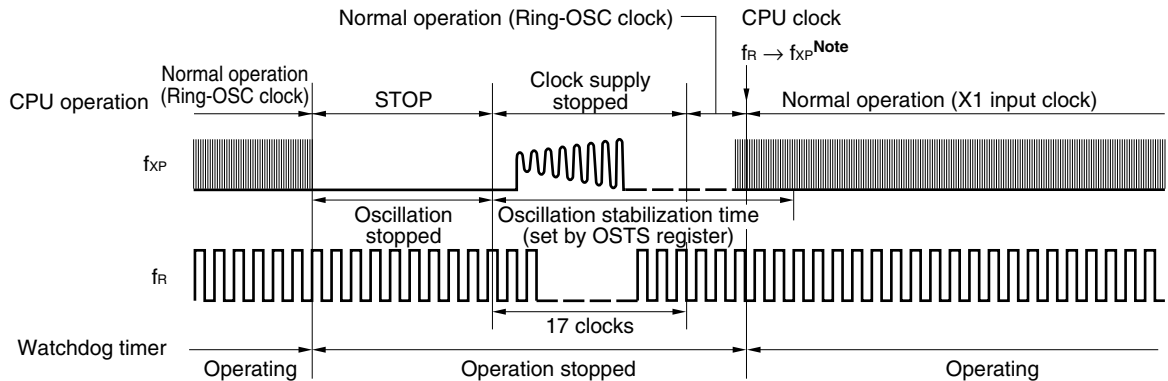 Normal operation (Ring-OSC clock)
CPU clock
fR → fXPNote
Normal operation
(Ring-OSC clock)
CPU operation
STOP
Clock supply
stopped
Normal operation (X1 input clock)
fXP
Oscillation
stopped
Oscillation stabilization time
(set by OSTS register)
fR
17 clocks
Watchdog timer
Operating
Operation stopped
Operating